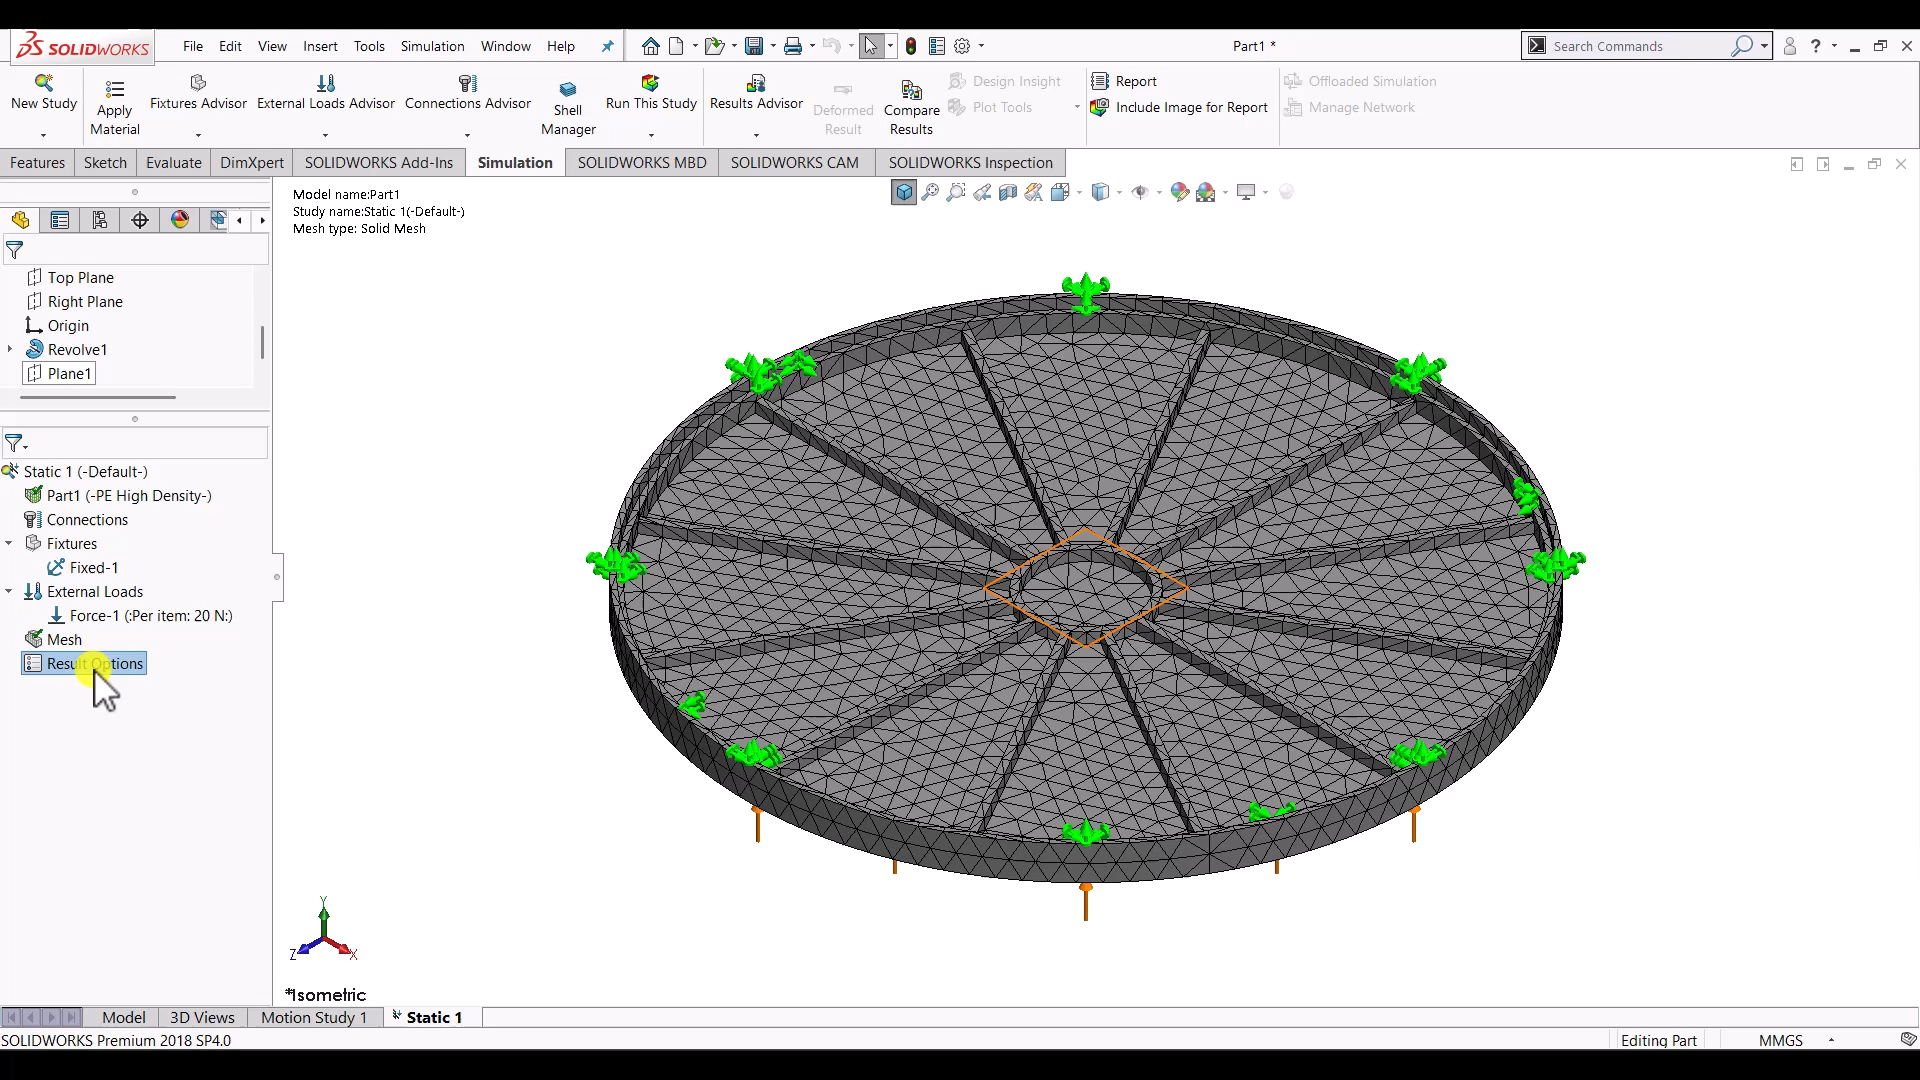 SOLIDWORKS
File Edit View Insert Tools Simulation Window Help
Part1 *
Search Commands
?
New Study
Apply Material
Fixtures Advisor
External Loads Advisor
Connections Advisor
Shell Manager
Run This Study
Results Advisor
Deformed Result
Compare Results
Design Insight
Plot Tools
Report
Include Image for Report
Offloaded Simulation
Manage Network
Features Sketch Evaluate DimXpert SOLIDWORKS Add-Ins Simulation SOLIDWORKS MBD SOLIDWORKS CAM SOLIDWORKS Inspection
Model name:Part1
Study name:Static 1(-Default-)
Mesh type: Solid Mesh
Top Plane
Right Plane
Origin
Revolve1
Plane1
Static 1 (-Default-)
Part1 (-PE High Density-)
Connections
Fixtures
Fixed-1
External Loads
Force-1 (:Per item: 20 N:)
Mesh
Result Options
Y
Z X
*Isometric
Model 3D Views Motion Study 1 Static 1
SOLIDWORKS Premium 2018 SP4.0
Editing Part MMGS